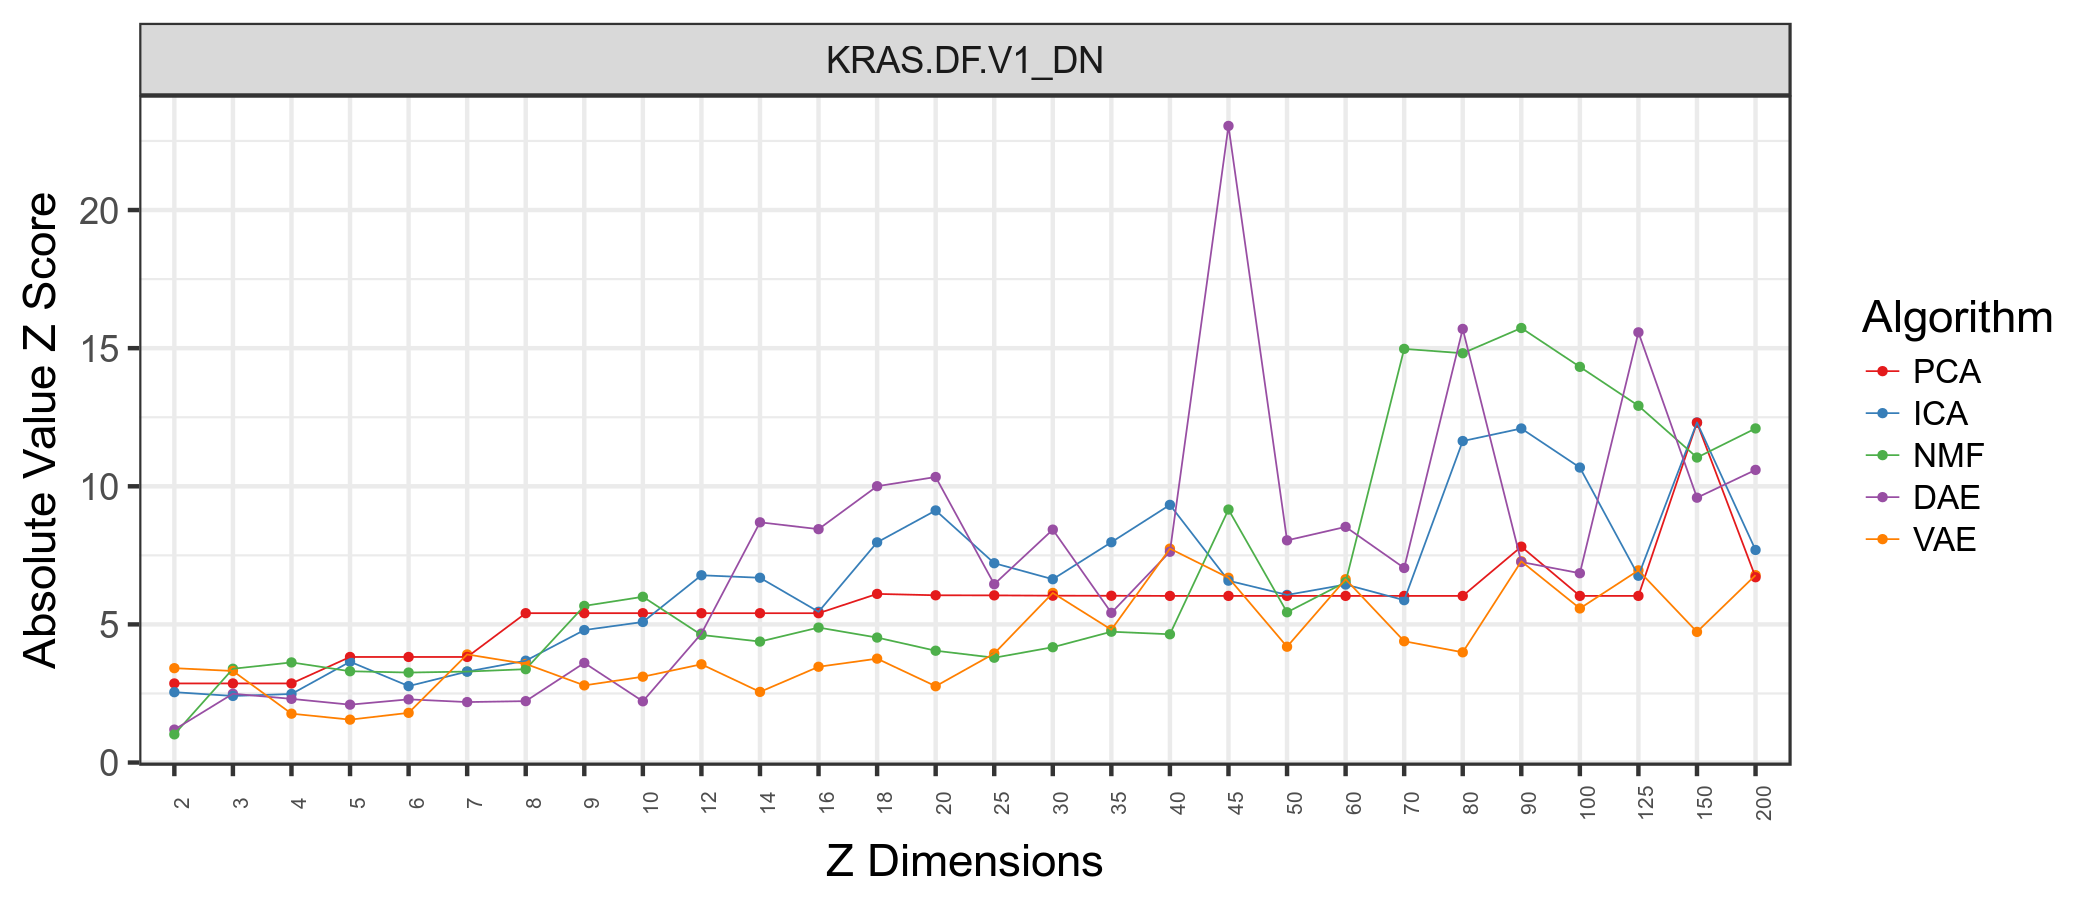 KRAS.DF.V1_DN
Absolute Value Z Score
20
15
10
5
0
2 3 4 5 6 7 8 9 10 12 14 16 18 20 25 30 35 40 45 50 60 70 80 90 100 125 150 200
Z Dimensions
Algorithm
PCA
ICA
NMF
DAE
VAE